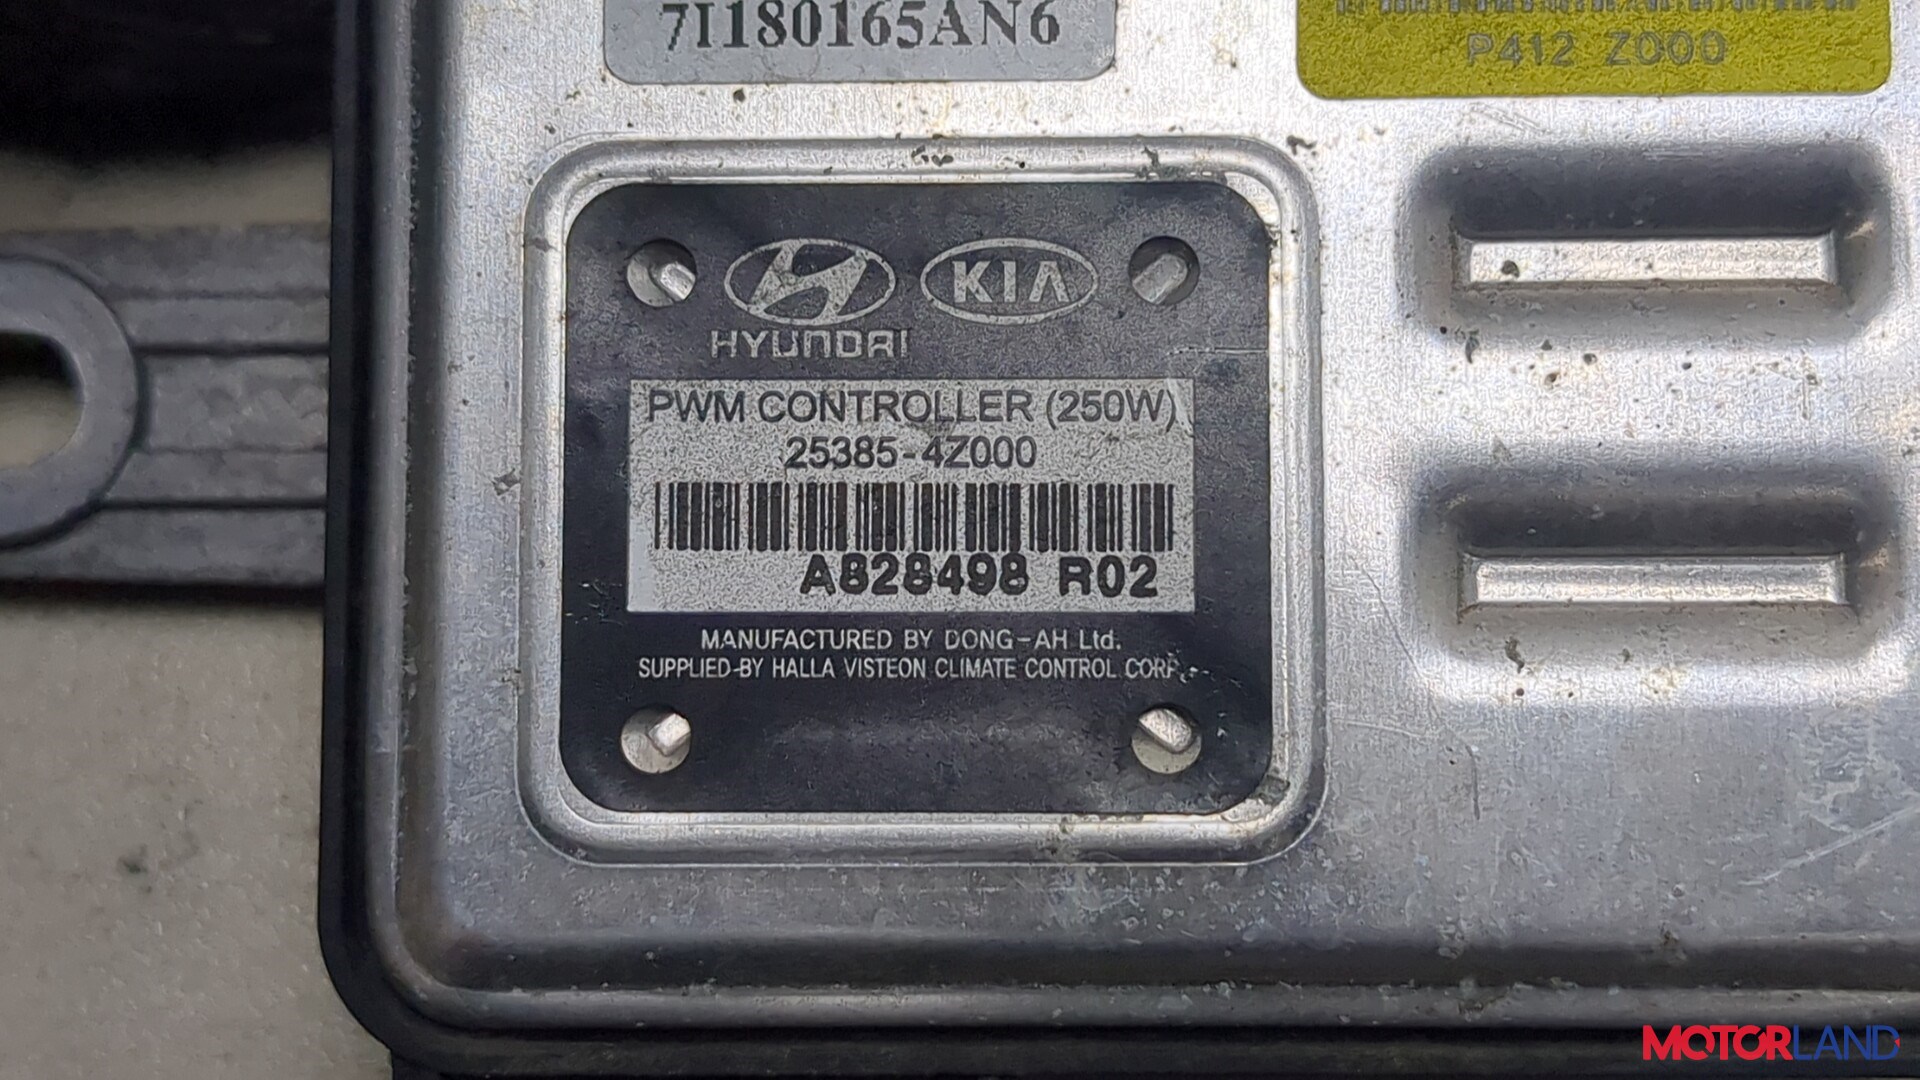 7I180165AN6
P412 Z000
HYUNDAI
KIA
PWM CONTROLLER (250W)
25385-4Z000
A828498 R02
MANUFACTURED BY DONG-AH Ltd.
SUPPLIED-BY HALLA VISTEON CLIMATE CONTROL CORP.
MOTORLAND